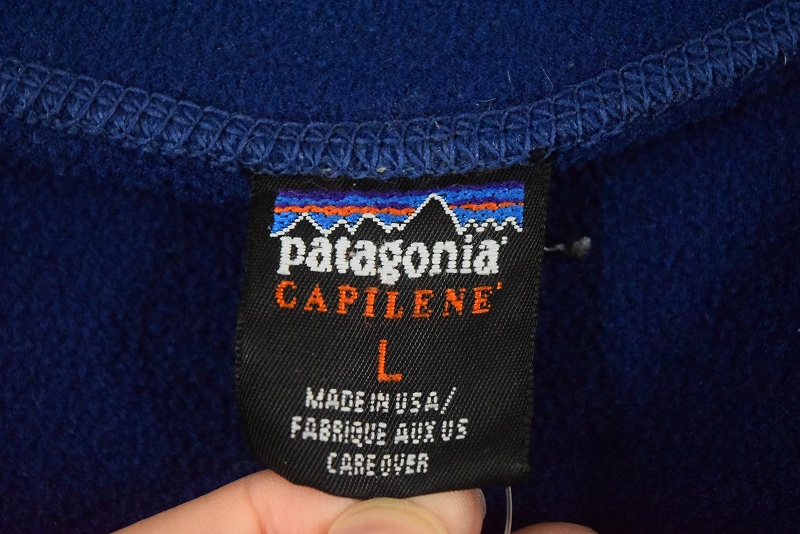 patagonia
CAPILENE
L
MADE IN USA/
FABRIQUE AUX US
CARE OVER